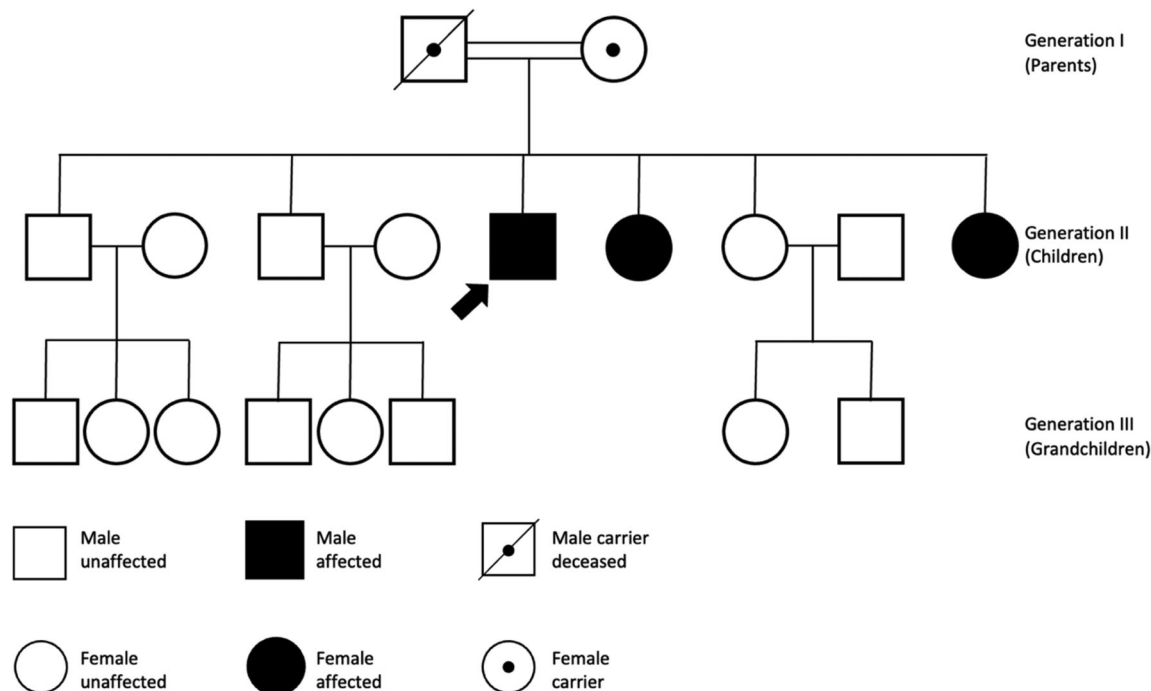 Generation I
(Parents)
Generation II
(Children)
Generation III
(Grandchildren)
Male
unaffected
Male
affected
Male carrier
deceased
Female
unaffected
Female
affected
Female
carrier